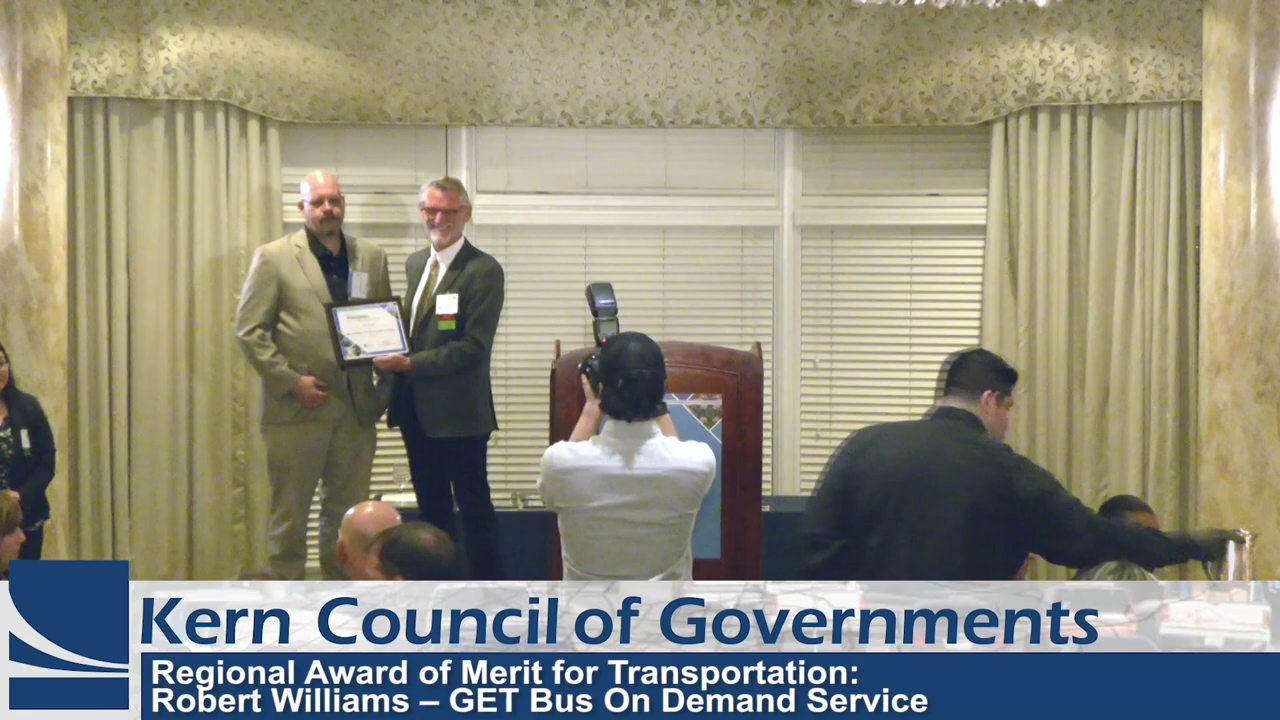 Kern Council of Governments
Regional Award of Merit for Transportation:
Robert Williams – GET Bus On Demand Service